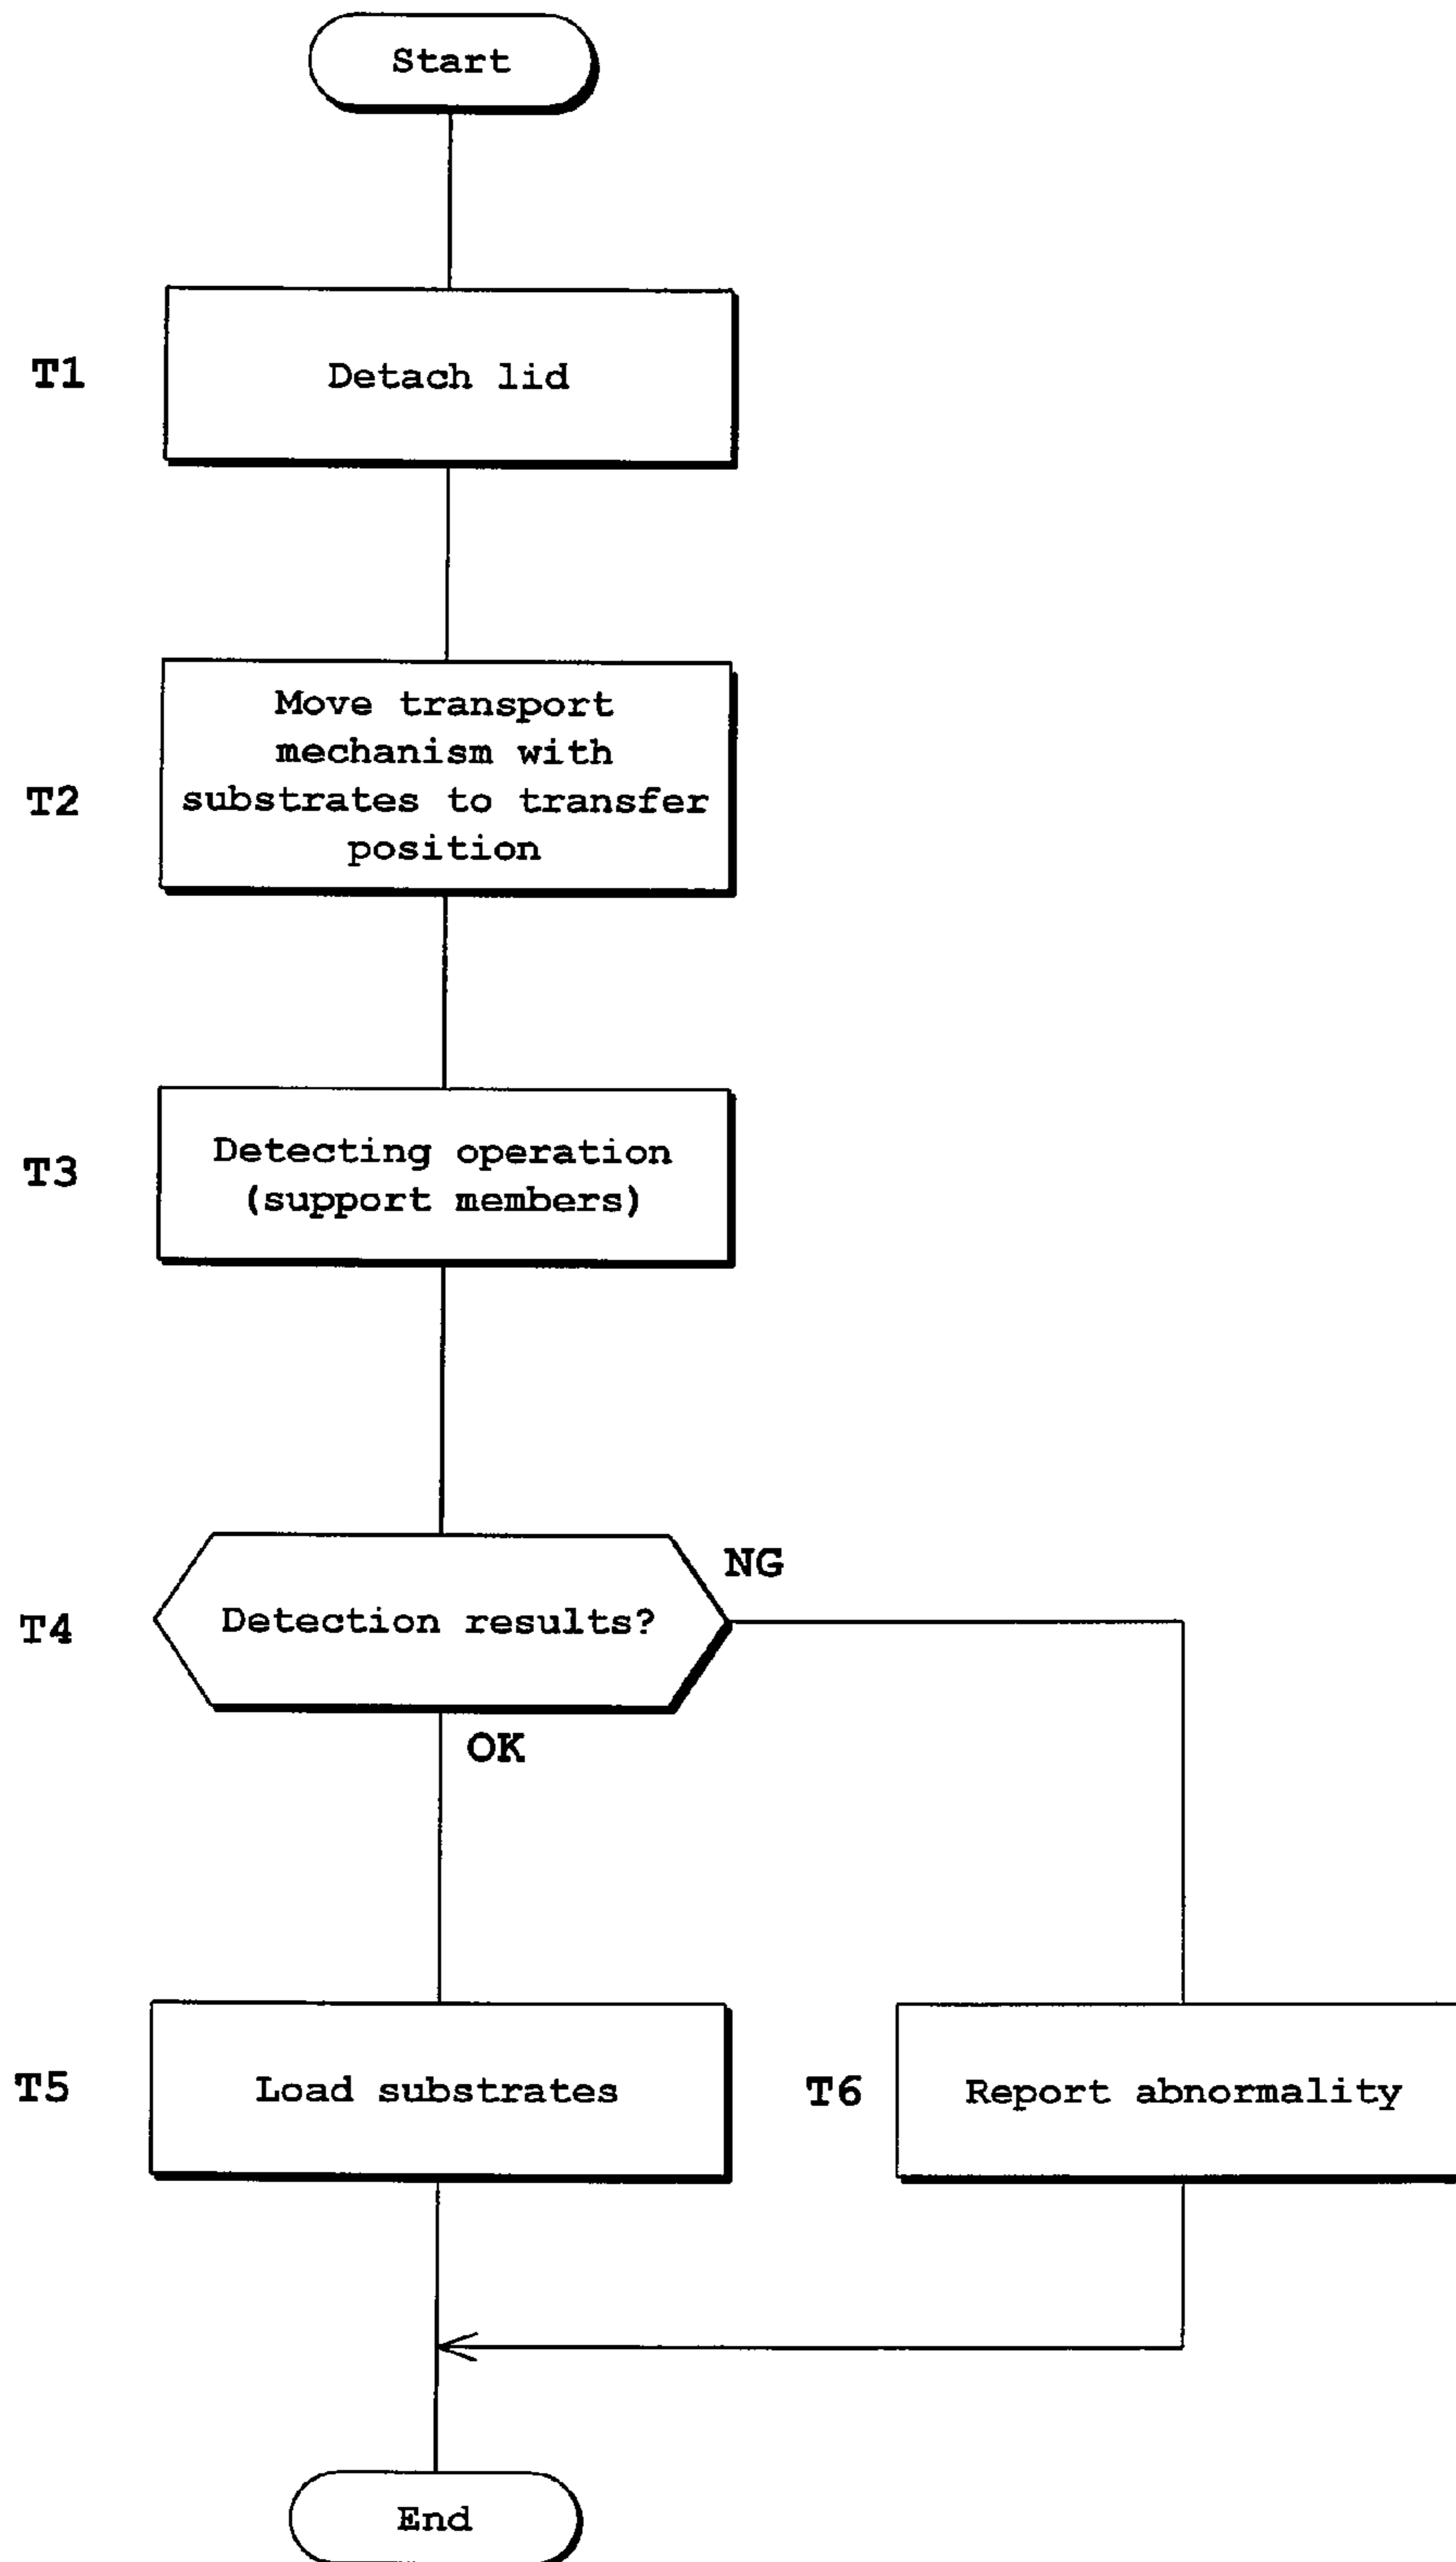 Start
T1
Detach lid
T2
Move transport
mechanism with
substrates to transfer
position
T3
Detecting operation
(support members)
T4
Detection results?
NG
OK
T5
Load substrates
T6
Report abnormality
End